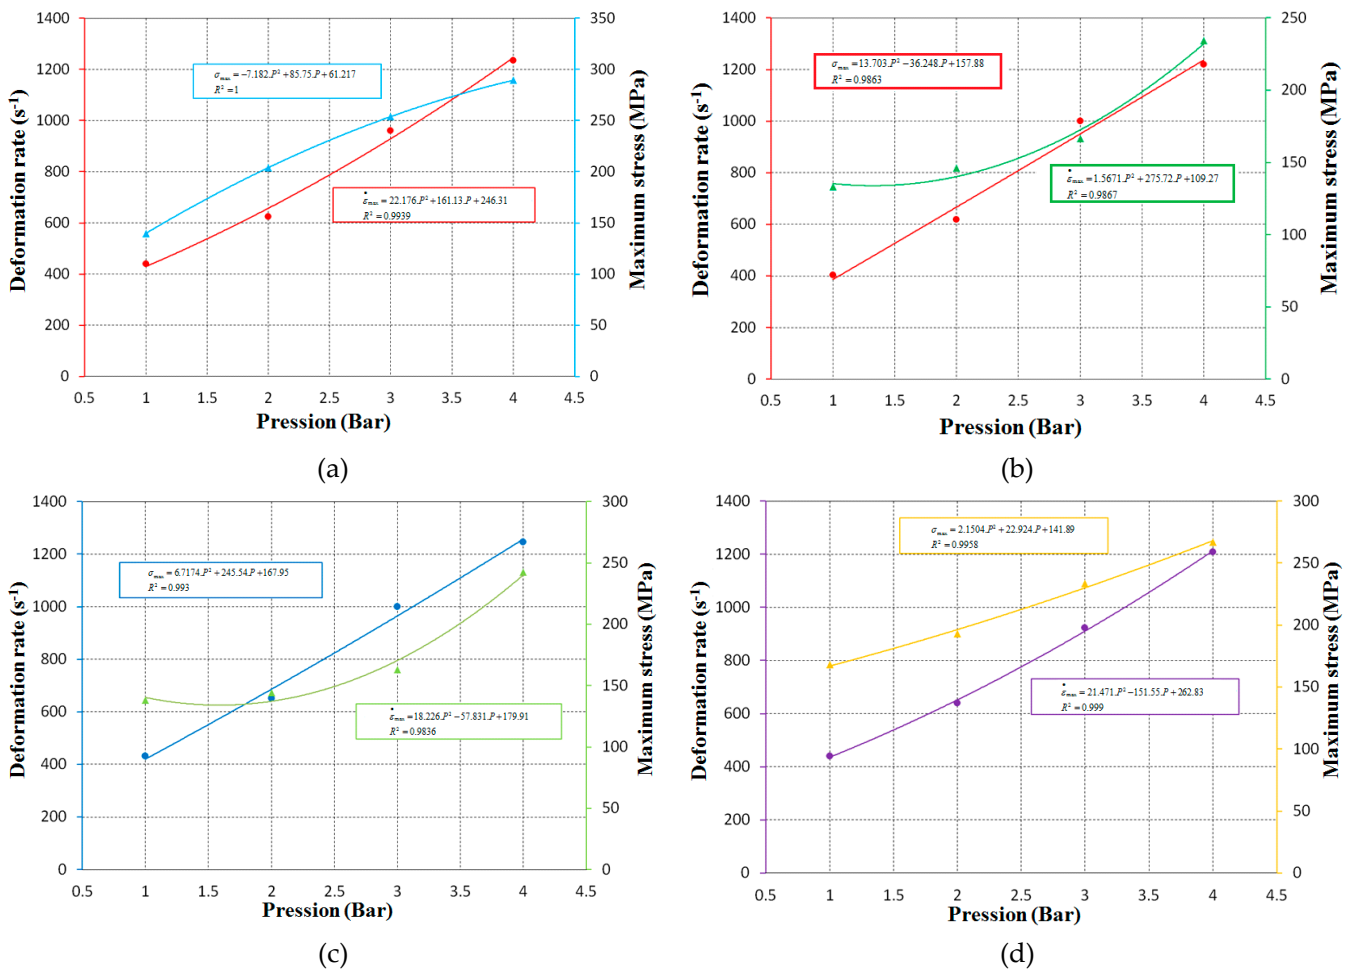 1400
1200
1000
800
600
400
200
0
Deformation rate (s-1)
350
300
250
200
150
100
50
0
Maximum stress (MPa)
σmax = −7.182.P² + 85.75.P + 61.217
R² = 1
ε̇max = 22.176.P² + 161.13.P + 246.31
R² = 0.9939
0.5 1 1.5 2 2.5 3 3.5 4 4.5
Pression (Bar)
(a)
1400
1200
1000
800
600
400
200
0
Deformation rate (s-1)
250
200
150
100
50
0
Maximum stress (MPa)
σmax = 13.703.P² − 36.248.P + 157.88
R² = 0.9863
ε̇max = 1.5671.P² + 275.72.P + 109.27
R² = 0.9867
0.5 1 1.5 2 2.5 3 3.5 4 4.5
Pression (Bar)
(b)
1400
1200
1000
800
600
400
200
0
Deformation rate (s-1)
300
250
200
150
100
50
0
Maximum stress (MPa)
σmax = 6.7174.P² + 245.54.P + 167.95
R² = 0.993
ε̇max = 18.226.P² − 57.831.P + 179.91
R² = 0.9836
0.5 1 1.5 2 2.5 3 3.5 4 4.5
Pression (Bar)
(c)
1400
1200
1000
800
600
400
200
0
Deformation rate (s-1)
300
250
200
150
100
50
0
Maximum stress (MPa)
σmax = 2.1504.P² + 22.924.P + 141.89
R² = 0.9958
ε̇max = 21.471.P² − 151.55.P + 262.83
R² = 0.999
0.5 1 1.5 2 2.5 3 3.5 4 4.5
Pression (Bar)
(d)